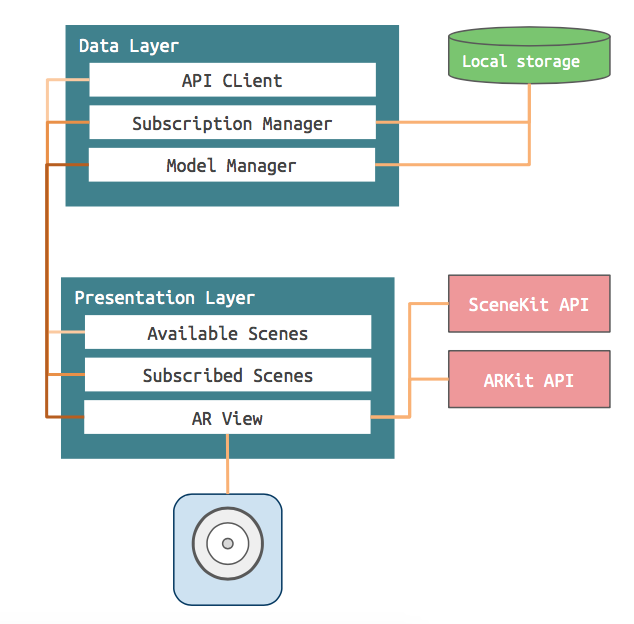 Data Layer
API CLient
Subscription Manager
Model Manager
Local storage
Presentation Layer
Available Scenes
Subscribed Scenes
AR View
SceneKit API
ARKit API